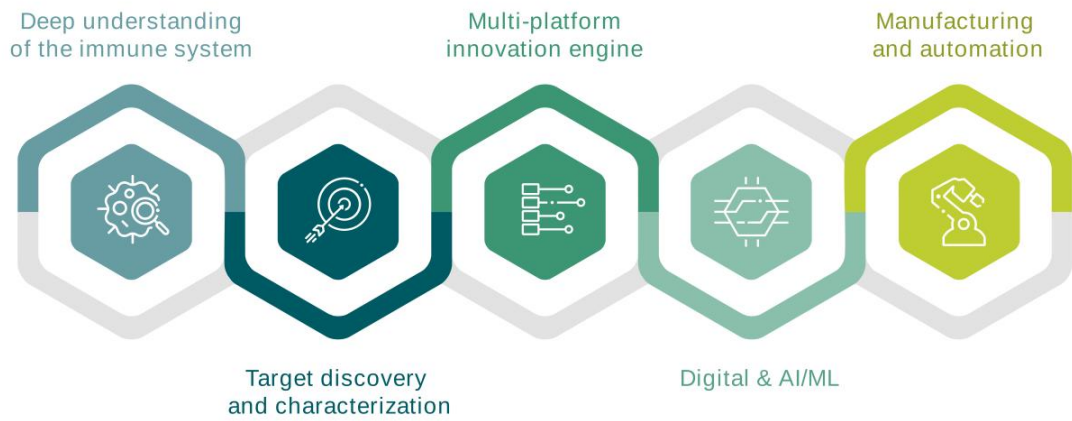 Deep understanding
of the immune system
Multi-platform
innovation engine
Manufacturing
and automation
Target discovery
and characterization
Digital & AI/ML